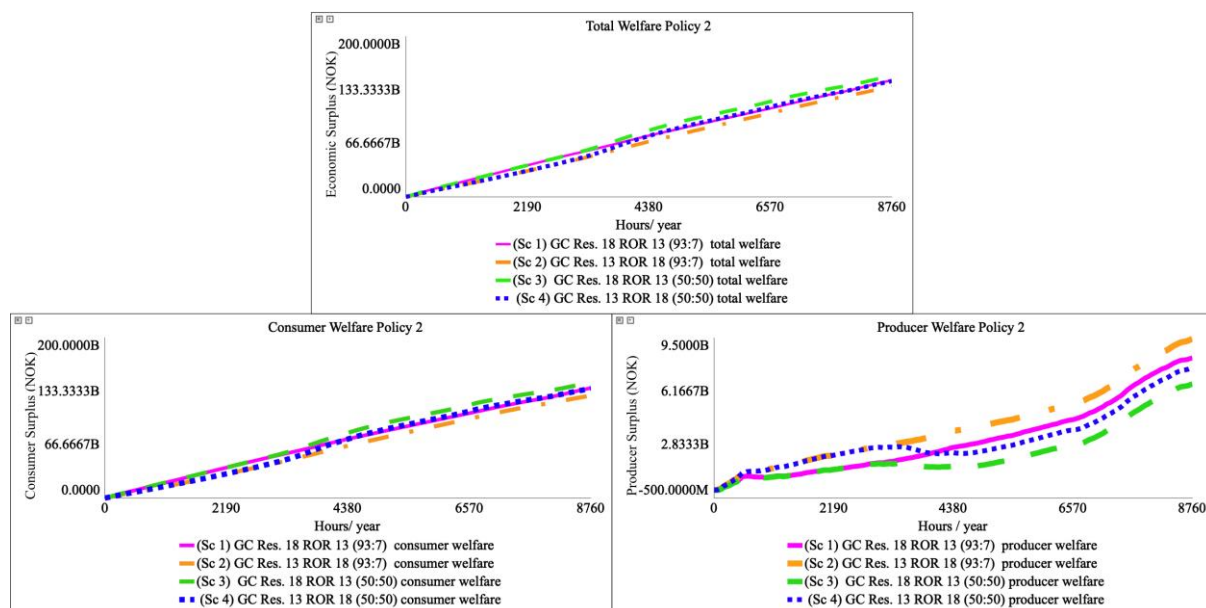 Total Welfare Policy 2
Economic Surplus (NOK)
200.0000B
133.3333B
66.6667B
0.0000
0 2190 4380 6570 8760
Hours/ year
(Sc 1) GC Res. 18 ROR 13 (93:7) total welfare
(Sc 2) GC Res. 13 ROR 18 (93:7) total welfare
(Sc 3) GC Res. 18 ROR 13 (50:50) total welfare
(Sc 4) GC Res. 13 ROR 18 (50:50) total welfare
Consumer Welfare Policy 2
Consumer Surplus (NOK)
200.0000B
133.3333B
66.6667B
0.0000
0 2190 4380 6570 8760
Hours/ year
(Sc 1) GC Res. 18 ROR 13 (93:7) consumer welfare
(Sc 2) GC Res. 13 ROR 18 (93:7) consumer welfare
(Sc 3) GC Res. 18 ROR 13 (50:50) consumer welfare
(Sc 4) GC Res. 13 ROR 18 (50:50) consumer welfare
Producer Welfare Policy 2
Producer Surplus (NOK)
9.5000B
6.1667B
2.8333B
-500.0000M
0 2190 4380 6570 8760
Hours / year
(Sc 1) GC Res. 18 ROR 13 (93:7) producer welfare
(Sc 2) GC Res. 13 ROR 18 (93:7) producer welfare
(Sc 3) GC Res. 18 ROR 13 (50:50) producer welfare
(Sc 4) GC Res. 13 ROR 18 (50:50) producer welfare